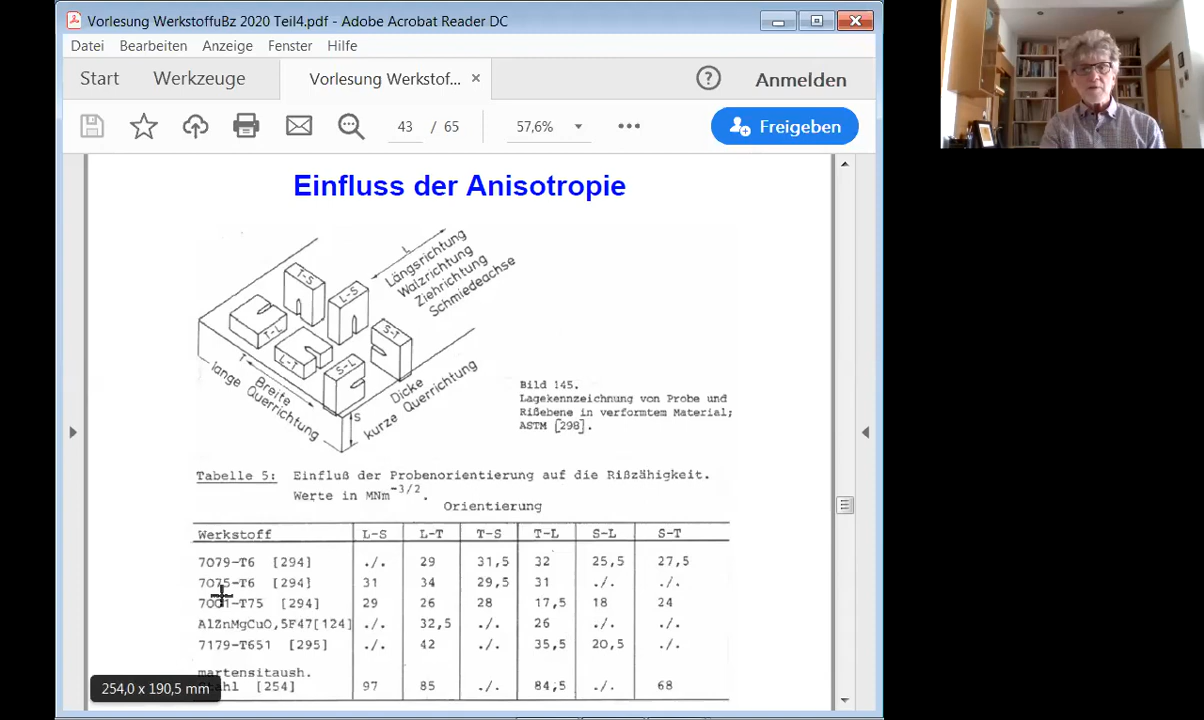 Vorlesung WerkstoffuBz 2020 Teil4.pdf - Adobe Acrobat Reader DC
Datei Bearbeiten Anzeige Fenster Hilfe
Start Werkzeuge Vorlesung Werkstof... × ? Anmelden
43 / 65 57,6% Freigeben
Einfluss der Anisotropie
L
Längsrichtung
Walzrichtung
Ziehrichtung
Schmiedeachse
T-S
L-S
T-L
S-T
L-T
S-L
T
Breite
lange Querrichtung
S
Dicke
kurze Querrichtung
Bild 145.
Lagekennzeichnung von Probe und
Rißebene in verformtem Material;
ASTM [298].
Tabelle 5: Einfluß der Probenorientierung auf die Rißzähigkeit.
Werte in MNm-3/2.
Orientierung
Werkstoff L-S L-T T-S T-L S-L S-T
7079-T6 [294] ./. 29 31,5 32 25,5 27,5
7075-T6 [294] 31 34 29,5 31 ./. ./.
7001-T75 [294] 29 26 28 17,5 18 24
AlZnMgCuO,5F47[124] ./. 32,5 ./. 26 ./. ./.
7179-T651 [295] ./. 42 ./. 35,5 20,5 ./.
martensitaush.
[254] 97 85 ./. 84,5 ./. 68
254,0 x 190,5 mm